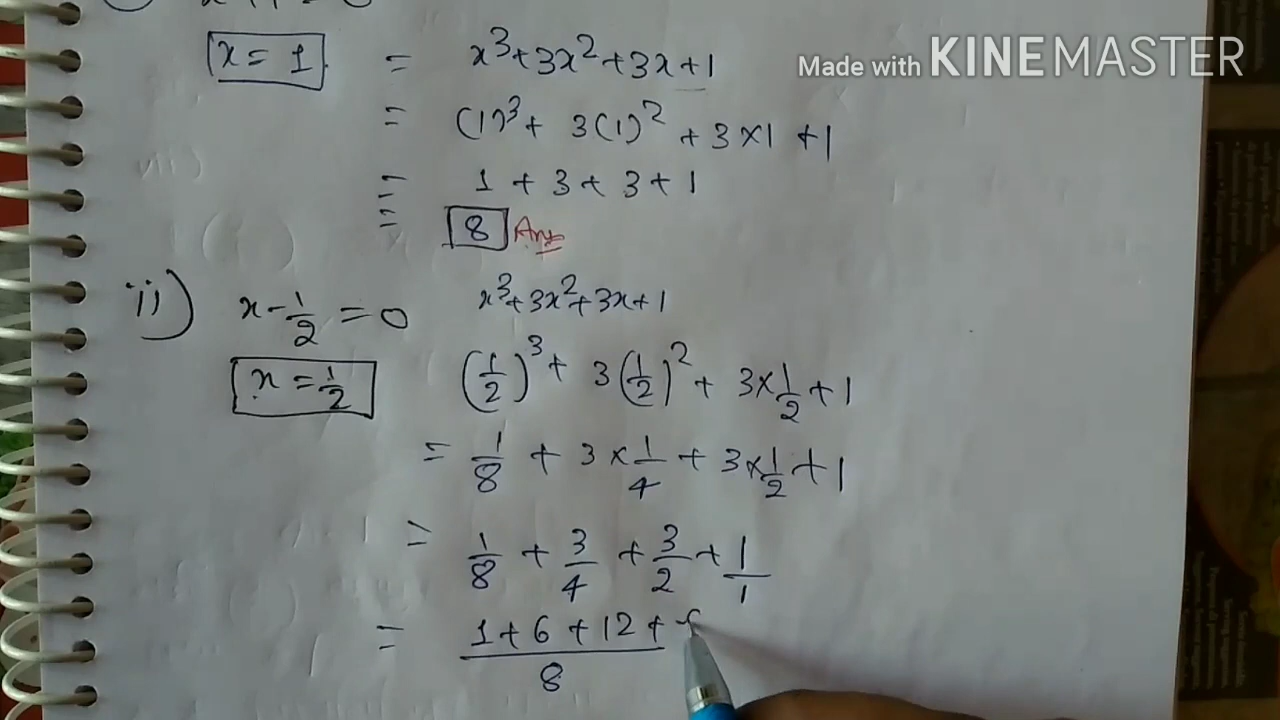 Made with KINEMASTER
x = 1 = x³+3x²+3x+1
= (1)³ + 3(1)² + 3×1 +1
= 1 + 3 + 3 + 1
= 8 Ans
ii) x-1/2 = 0 x³+3x²+3x+1
x = 1/2 (1/2)³ + 3(1/2)² + 3×1/2 + 1
= 1/8 + 3×1/4 + 3×1/2 + 1
= 1/8 + 3/4 + 3/2 + 1/1
= 1+6+12+
8